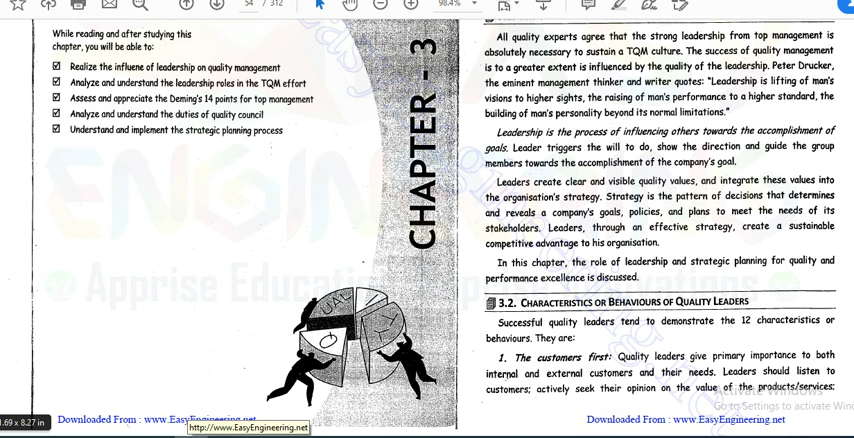 54 / 312
98.4%
While reading and after studying this
chapter, you will be able to:
☑ Realize the influene of leadership on quality management
☑ Analyze and understand the leadership roles in the TQM effort
☑ Assess and appreciate the Deming's 14 points for top management
☑ Analyze and understand the duties of quality council
☑ Understand and implement the strategic planning process
CHAPTER - 3
Apprise Education
1.69 x 8.27 in
Downloaded From : www.EasyEngineering.net
http://www.EasyEngineering.net
All quality experts agree that the strong leadership from top management is
absolutely necessary to sustain a TQM culture. The success of quality management
is to a greater extent is influenced by the quality of the leadership. Peter Drucker,
the eminent management thinker and writer quotes: “Leadership is lifting of man's
visions to higher sights, the raising of man's performance to a higher standard, the
building of man's personality beyond its normal limitations.”
Leadership is the process of influencing others towards the accomplishment of
goals. Leader triggers the will to do, show the direction and guide the group
members towards the accomplishment of the company's goal.
Leaders create clear and visible quality values, and integrate these values into
the organisation's strategy. Strategy is the pattern of decisions that determines
and reveals a company's goals, policies, and plans to meet the needs of its
stakeholders. Leaders, through an effective strategy, create a sustainable
competitive advantage to his organisation.
In this chapter, the role of leadership and strategic planning for quality and
performance excellence is discussed.
3.2. CHARACTERISTICS OR BEHAVIOURS OF QUALITY LEADERS
Successful quality leaders tend to demonstrate the 12 characteristics or
behaviours. They are:
1. The customers first: Quality leaders give primary importance to both
internal and external customers and their needs. Leaders should listen to
customers; actively seek their opinion on the value of the products/services;
Activate Windows
Go to Settings to activate Win
Downloaded From : www.EasyEngineering.net